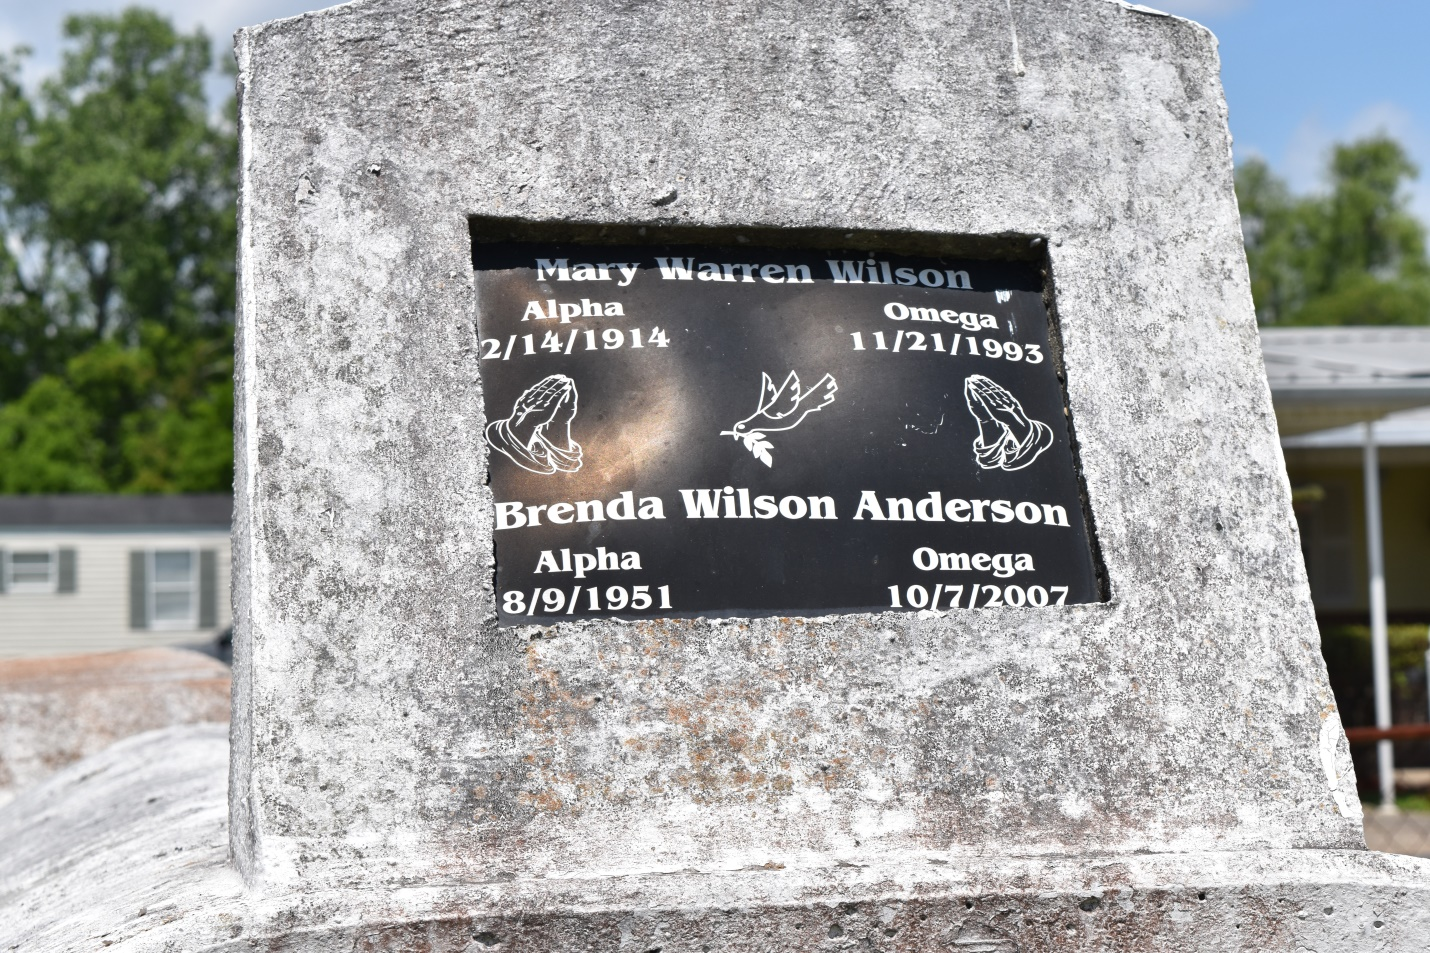 Mary Warren Wilson
Alpha Omega
2/14/1914 11/21/1993
Brenda Wilson Anderson
Alpha Omega
8/9/1951 10/7/2007